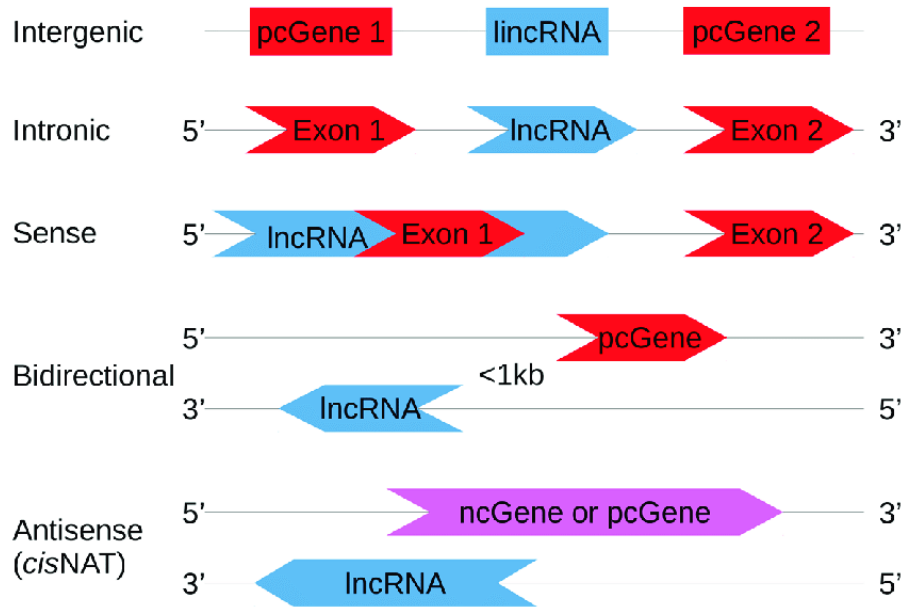 Intergenic pcGene 1 lincRNA pcGene 2
Intronic 5’ Exon 1 lncRNA Exon 2 3’
Sense 5’ lncRNA Exon 1 Exon 2 3’
5’ pcGene 3’
Bidirectional <1kb
3’ lncRNA 5’
5’ ncGene or pcGene 3’
Antisense
(cisNAT)
3’ lncRNA 5’